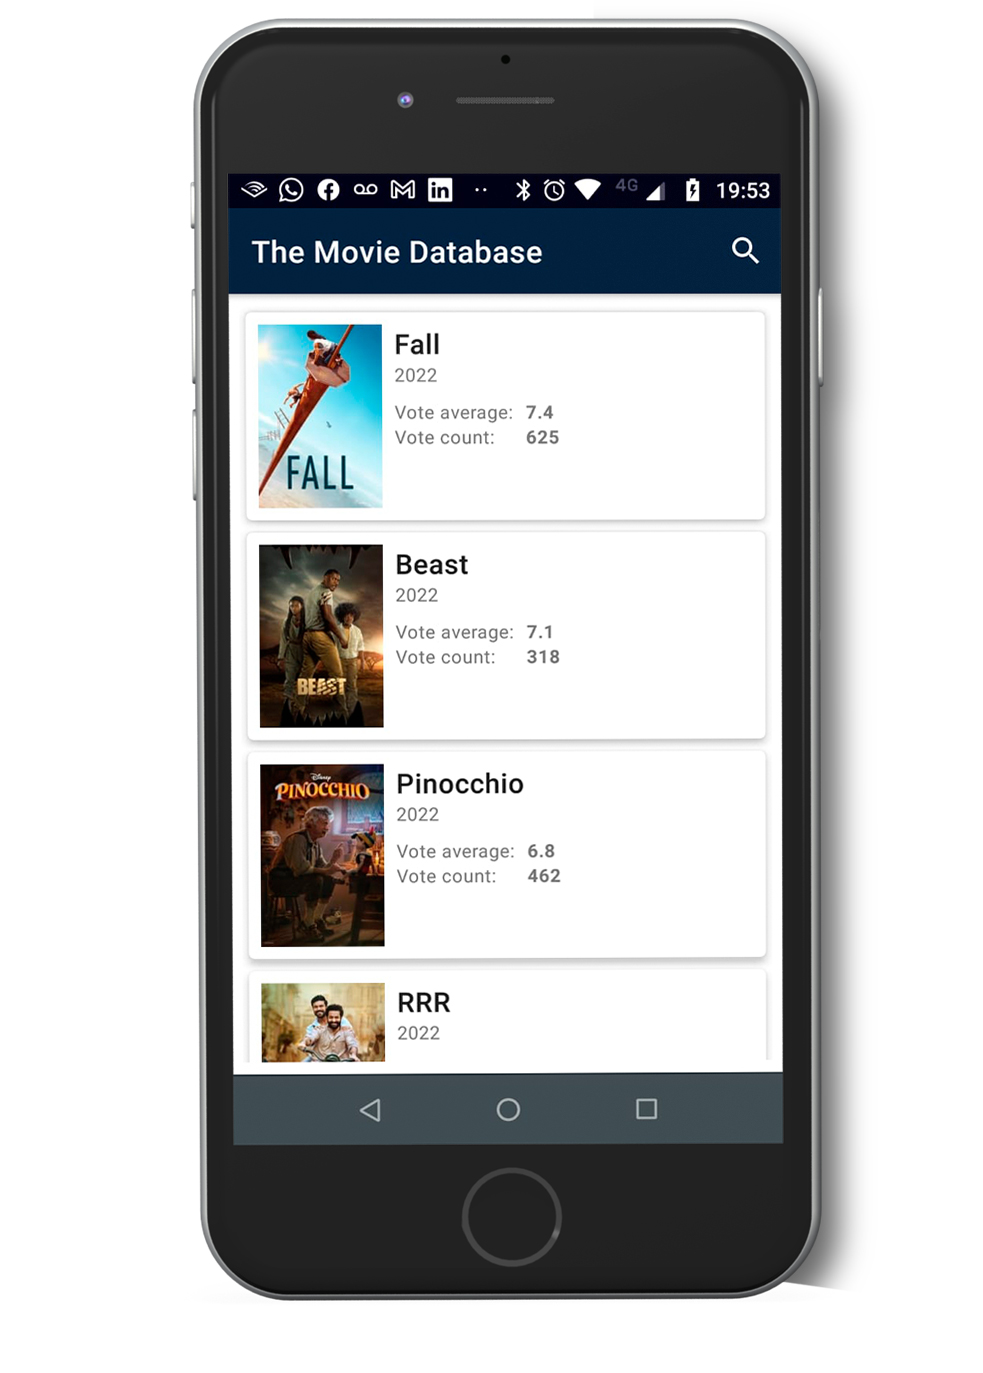 4G 19:53
The Movie Database
Fall
2022
Vote average: 7.4
Vote count: 625
FALL
Beast
2022
Vote average: 7.1
Vote count: 318
BEAST
Disney
PINOCCHIO
Pinocchio
2022
Vote average: 6.8
Vote count: 462
RRR
2022